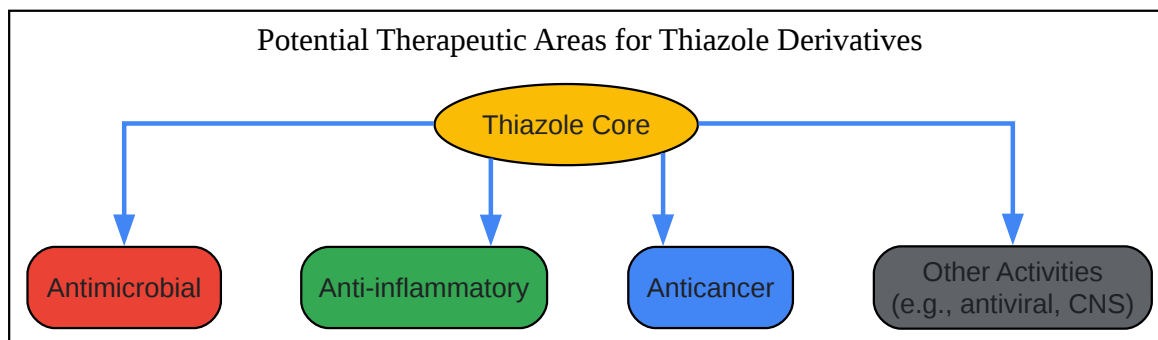 Potential Therapeutic Areas for Thiazole Derivatives
Thiazole Core
Antimicrobial
Anti-inflammatory
Anticancer
Other Activities
(e.g., antiviral, CNS)